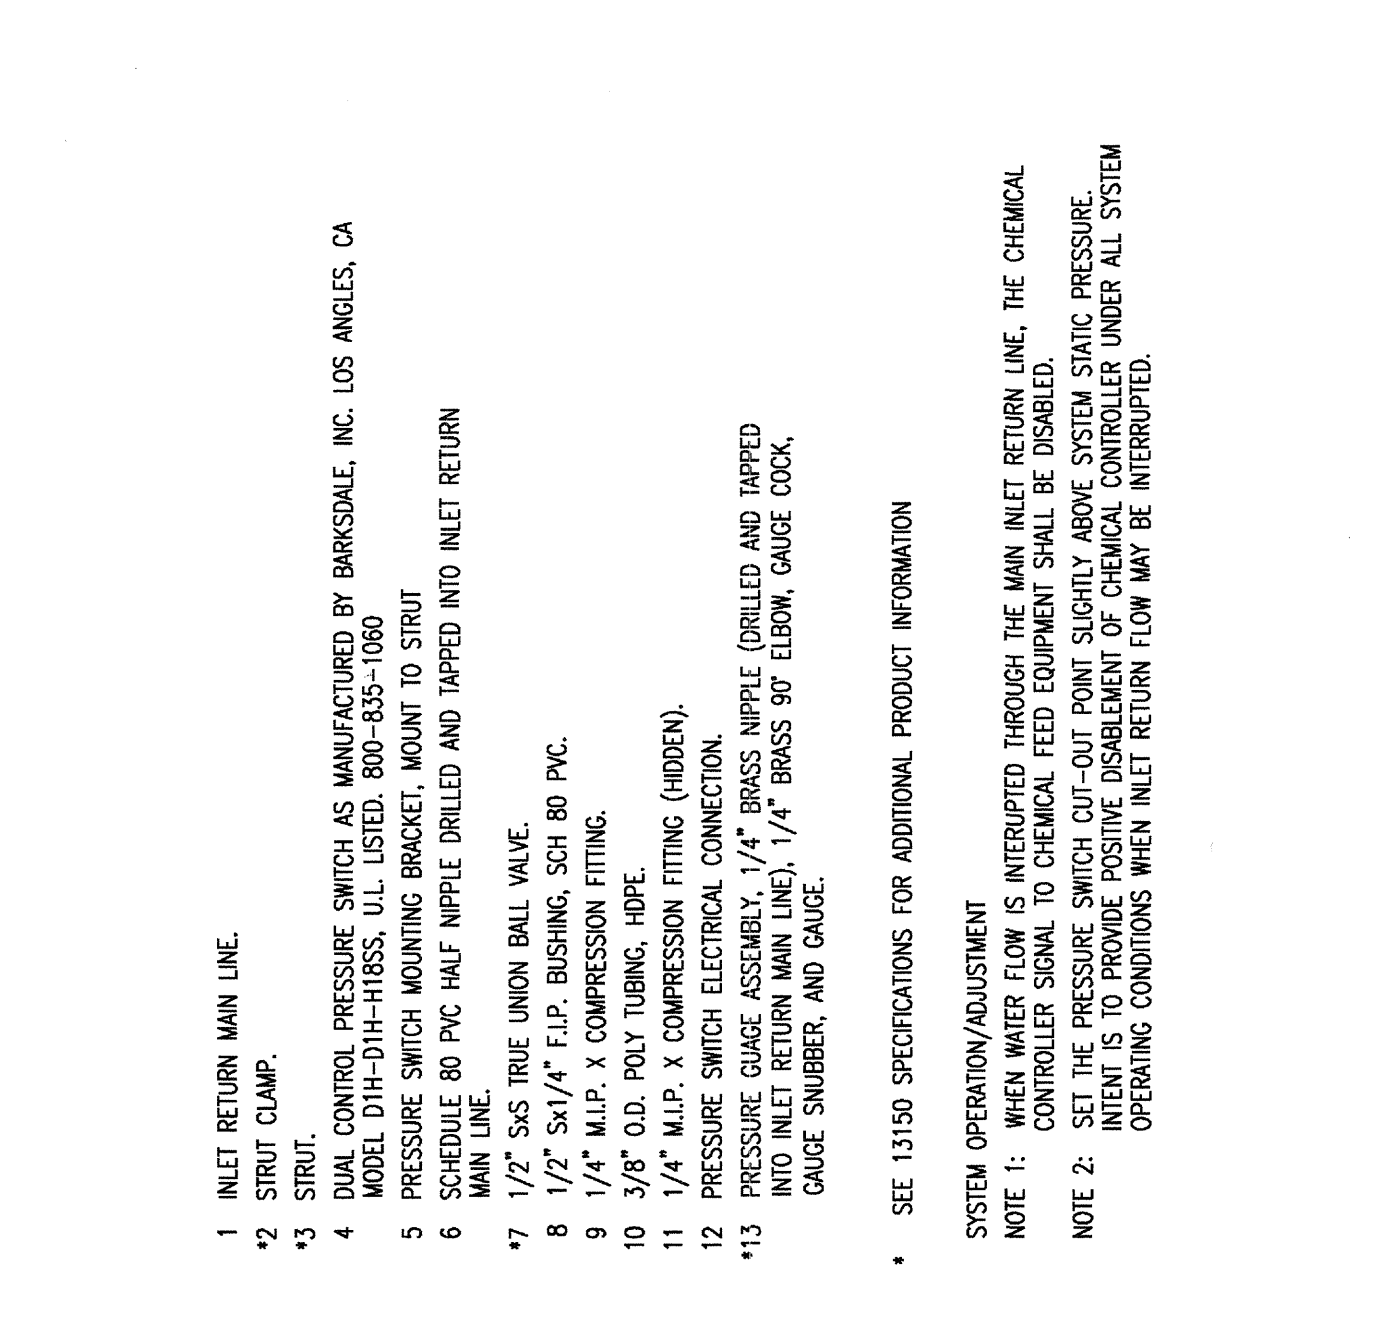 1 INLET RETURN MAIN LINE.
*2 STRUT CLAMP.
*3 STRUT.
4 DUAL CONTROL PRESSURE SWITCH AS MANUFACTURED BY BARKSDALE, INC. LOS ANGLES, CA
MODEL D1H-D1H-H18SS, U.L. LISTED. 800-835-1060
5 PRESSURE SWITCH MOUNTING BRACKET, MOUNT TO STRUT
6 SCHEDULE 80 PVC HALF NIPPLE DRILLED AND TAPPED INTO INLET RETURN
MAIN LINE.
*7 1/2" SxS TRUE UNION BALL VALVE.
8 1/2" Sx1/4" F.I.P. BUSHING, SCH 80 PVC.
9 1/4" M.I.P. X COMPRESSION FITTING.
10 3/8" O.D. POLY TUBING, HDPE.
11 1/4" M.I.P. X COMPRESSION FITTING (HIDDEN).
12 PRESSURE SWITCH ELECTRICAL CONNECTION.
*13 PRESSURE GUAGE ASSEMBLY, 1/4" BRASS NIPPLE (DRILLED AND TAPPED
INTO INLET RETURN MAIN LINE), 1/4" BRASS 90° ELBOW, GAUGE COCK,
GAUGE SNUBBER, AND GAUGE.
* SEE 13150 SPECIFICATIONS FOR ADDITIONAL PRODUCT INFORMATION
SYSTEM OPERATION/ADJUSTMENT
NOTE 1: WHEN WATER FLOW IS INTERUPTED THROUGH THE MAIN INLET RETURN LINE, THE CHEMICAL
CONTROLLER SIGNAL TO CHEMICAL FEED EQUIPMENT SHALL BE DISABLED.
NOTE 2: SET THE PRESSURE SWITCH CUT-OUT POINT SLIGHTLY ABOVE SYSTEM STATIC PRESSURE.
INTENT IS TO PROVIDE POSITIVE DISABLEMENT OF CHEMICAL CONTROLLER UNDER ALL SYSTEM
OPERATING CONDITIONS WHEN INLET RETURN FLOW MAY BE INTERRUPTED.